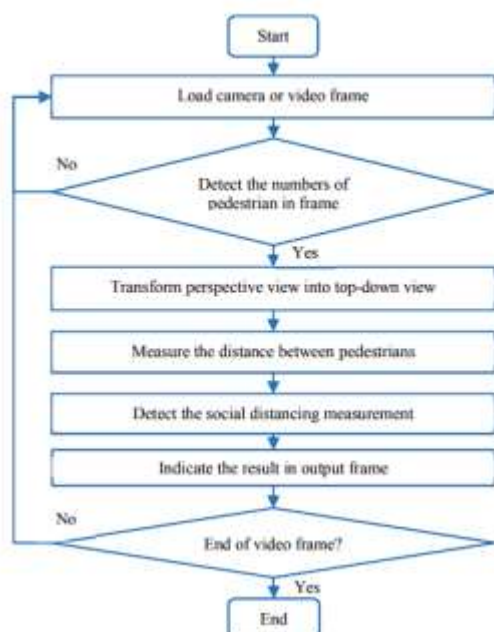 Start
Load camera or video frame
No
Detect the numbers of
pedestrian in frame
Yes
Transform perspective view into top-down view
Measure the distance between pedestrians
Detect the social distancing measurement
Indicate the result in output frame
No
End of video frame?
Yes
End